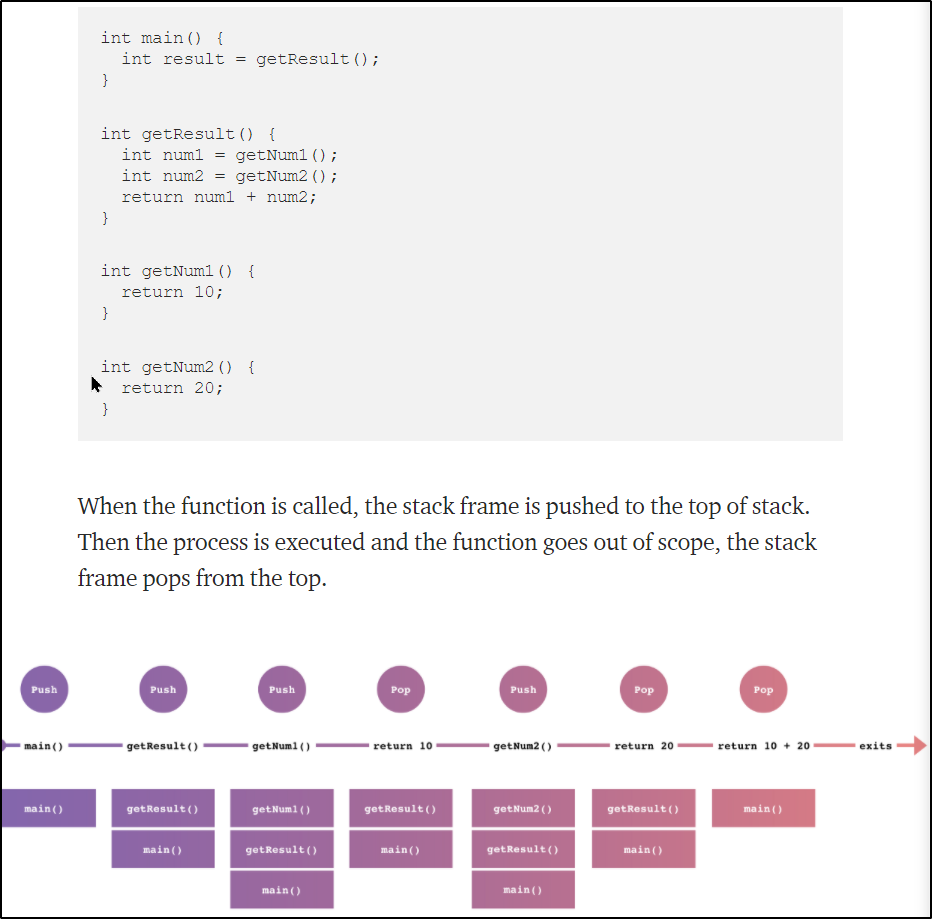 int main() {
  int result = getResult();
}
int getResult() {
  int num1 = getNum1();
  int num2 = getNum2();
  return num1 + num2;
}
int getNum1() {
  return 10;
}
int getNum2() {
  return 20;
}
When the function is called, the stack frame is pushed to the top of stack.
Then the process is executed and the function goes out of scope, the stack
frame pops from the top.
Push Push Push Pop Push Pop Pop
main() getResult() getNum1() return 10 getNum2() return 20 return 10 + 20 exits
main() getResult() getNum1() getResult() getNum2() getResult() main()
main() getResult() main() getResult() main()
main() main()